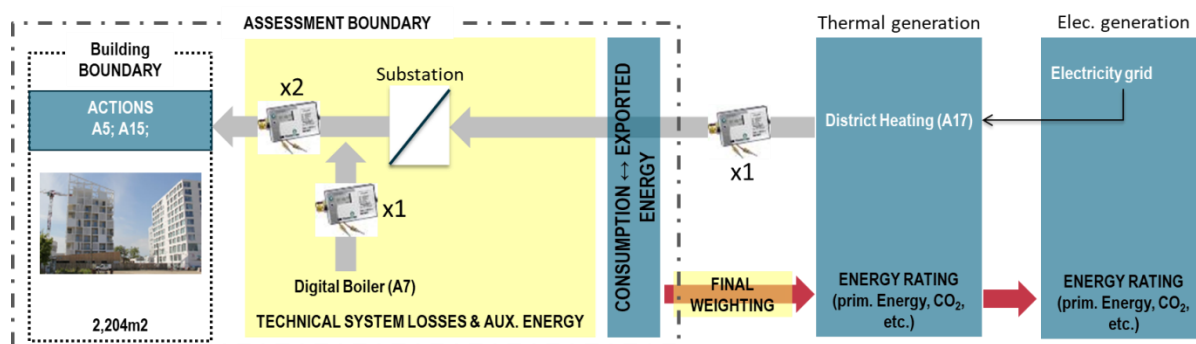 ASSESSMENT BOUNDARY
Thermal generation
Elec. generation
Building
BOUNDARY
ACTIONS
A5; A15;
2,204m2
x2
Substation
x1
Digital Boiler (A7)
TECHNICAL SYSTEM LOSSES & AUX. ENERGY
CONSUMPTION ↔ EXPORTED
ENERGY
x1
FINAL
WEIGHTING
District Heating (A17)
ENERGY RATING
(prim. Energy, CO₂,
etc.)
Electricity grid
ENERGY RATING
(prim. Energy, CO₂,
etc.)